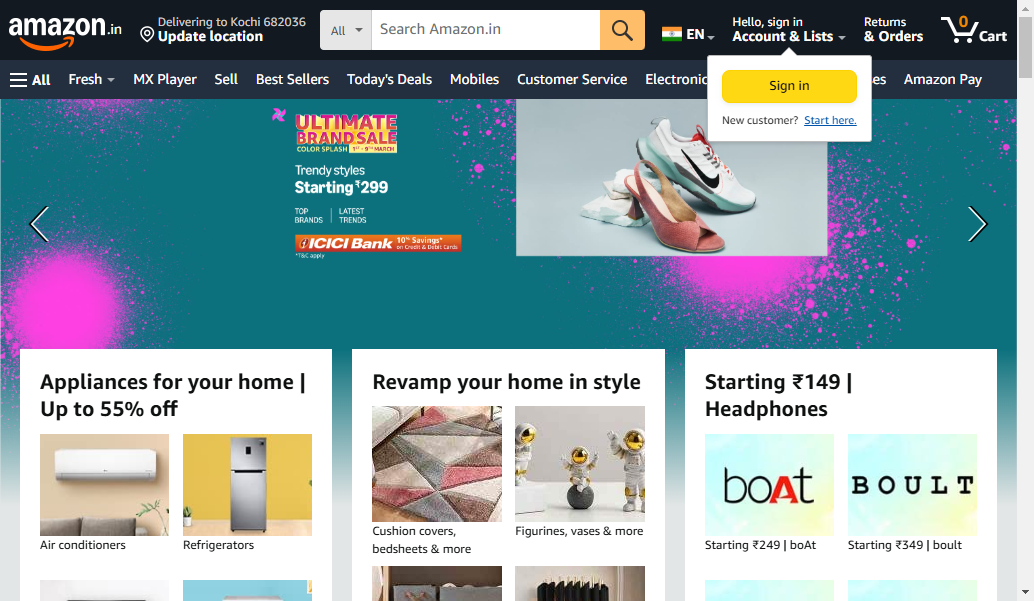 amazon.in
Delivering to Kochi 682036
Update location
All
Search Amazon.in
EN
Hello, sign in
Account & Lists
Returns
& Orders
0
Cart
All
Fresh
MX Player
Sell
Best Sellers
Today's Deals
Mobiles
Customer Service
Electronic
es
Amazon Pay
Sign in
New customer? Start here.
ULTIMATE
BRAND SALE
COLOR SPLASH 1ST - 9TH MARCH
Trendy styles
Starting ₹299
TOP
BRANDS
LATEST
TRENDS
ICICI Bank 10% Savings*
on Credit & Debit Cards
*T&C apply
Appliances for your home |
Up to 55% off
Air conditioners
Refrigerators
Revamp your home in style
Cushion covers,
bedsheets & more
Figurines, vases & more
Starting ₹149 |
Headphones
boAt
BOULT
Starting ₹249 | boAt
Starting ₹349 | boult